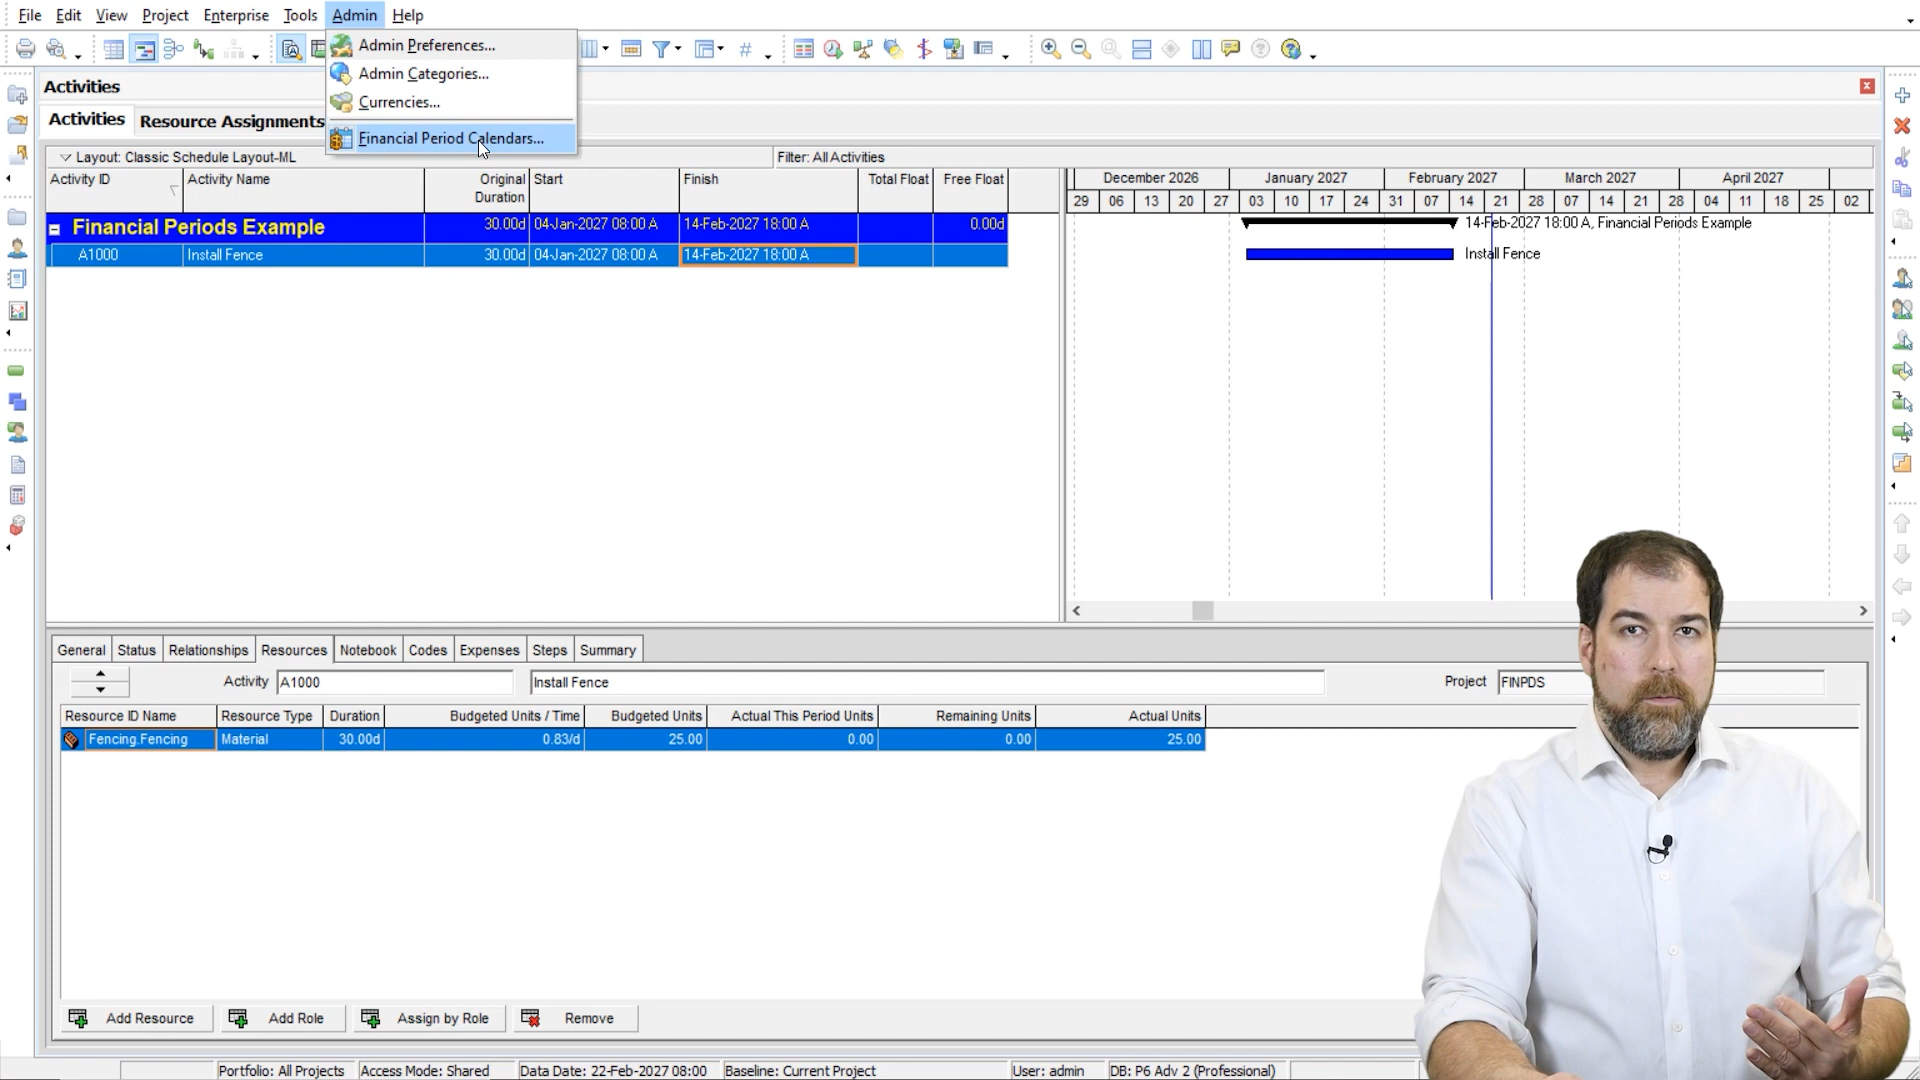 File Edit View Project Enterprise Tools Admin Help
Admin Preferences...
Admin Categories...
Currencies...
Financial Period Calendars...
Activities
Activities Resource Assignments
Layout: Classic Schedule Layout-ML Filter: All Activities
Activity ID Activity Name Original Duration Start Finish Total Float Free Float
December 2026 January 2027 February 2027 March 2027 April 2027
29 06 13 20 27 03 10 17 24 31 07 14 21 28 07 14 21 28 04 11 18 25 02
Financial Periods Example 30.00d 04-Jan-2027 08:00 A 14-Feb-2027 18:00 A 0.00d 14-Feb-2027 18:00 A, Financial Periods Example
A1000 Install Fence 30.00d 04-Jan-2027 08:00 A 14-Feb-2027 18:00 A Install Fence
General Status Relationships Resources Notebook Codes Expenses Steps Summary
Activity A1000 Install Fence Project FINPDS
Resource ID Name Resource Type Duration Budgeted Units / Time Budgeted Units Actual This Period Units Remaining Units Actual Units
Fencing.Fencing Material 30.00d 0.83/d 25.00 0.00 0.00 25.00
Add Resource Add Role Assign by Role Remove
Portfolio: All Projects Access Mode: Shared Data Date: 22-Feb-2027 08:00 Baseline: Current Project User: admin DB: P6 Adv 2 (Professional)